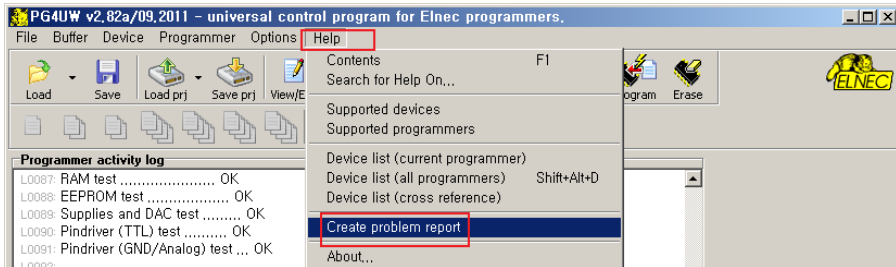 PG4UW v2,82a/09,2011 - universal control program for Elnec programmers,
File Buffer Device Programmer Options Help
Contents F1
Search for Help On,,,
Load Save Load prj Save prj View/E ogram Erase
ELNEC
Supported devices
Supported programmers
Programmer activity log
Device list (current programmer)
L0087: RAM test ,,,,,,,,,,,,,,,,,,,,,, OK
Device list (all programmers) Shift+Alt+D
L0088: EEPROM test ,,,,,,,,,,,,,,,,,,, OK
Device list (cross reference)
L0089: Supplies and DAC test ,,,,,,,,, OK
L0090: Pindriver (TTL) test ,,,,,,,,,,, OK
Create problem report
L0091: Pindriver (GND/Analog) test ,,, OK
About,,,
L0092: